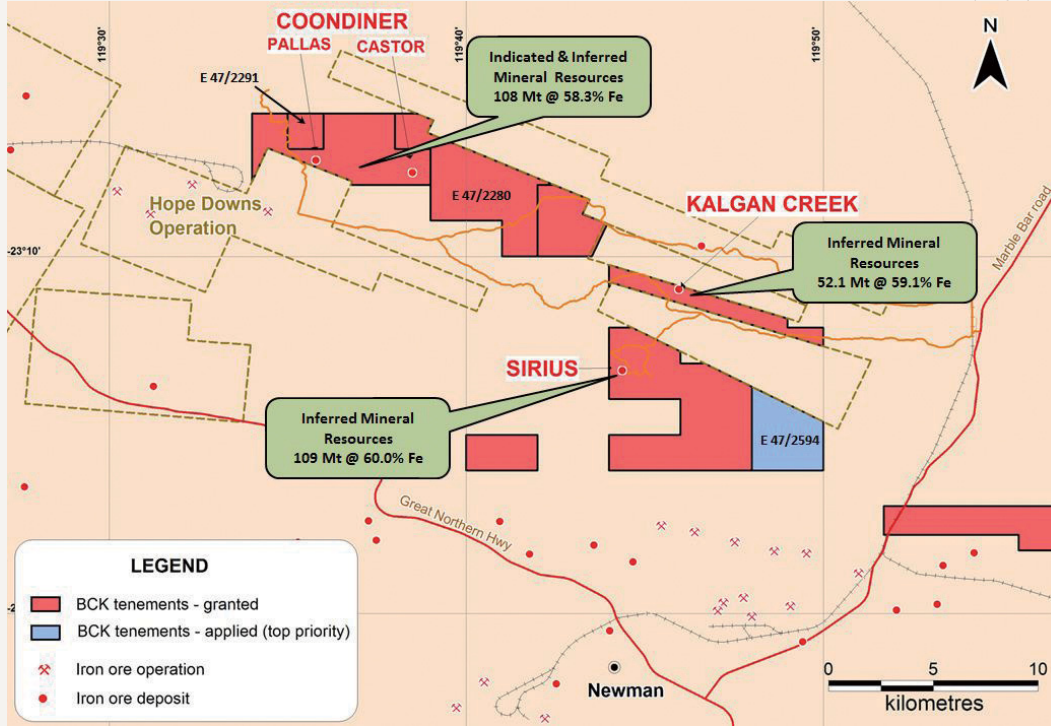 119°30'
119°40'
119°50'
N
COONDINER
PALLAS
CASTOR
E 47/2291
Indicated & Inferred
Mineral Resources
108 Mt @ 58.3% Fe
E 47/2280
Hope Downs
Operation
KALGAN CREEK
Marble Bar road
-23°10'
Inferred Mineral
Resources
52.1 Mt @ 59.1% Fe
SIRIUS
Inferred Mineral
Resources
109 Mt @ 60.0% Fe
E 47/2594
Great Northern Hwy
LEGEND
BCK tenements - granted
BCK tenements - applied (top priority)
Iron ore operation
Iron ore deposit
Newman
0 5 10
kilometres